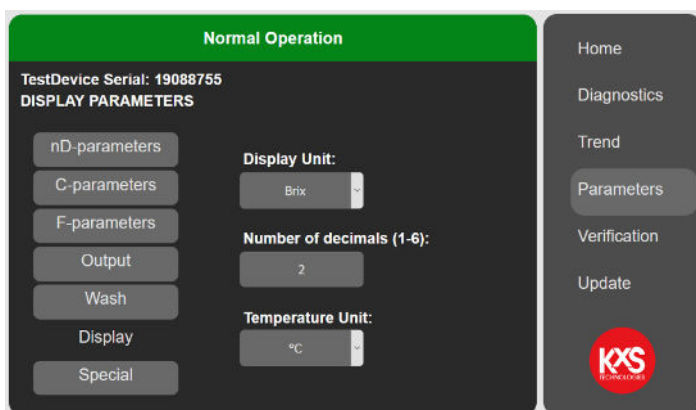 Normal Operation
TestDevice Serial: 19088755
DISPLAY PARAMETERS
nD-parameters
C-parameters
F-parameters
Output
Wash
Display
Special
Display Unit:
Brix
Number of decimals (1-6):
2
Temperature Unit:
°C
Home
Diagnostics
Trend
Parameters
Verification
Update
KXS
TECHNOLOGIES